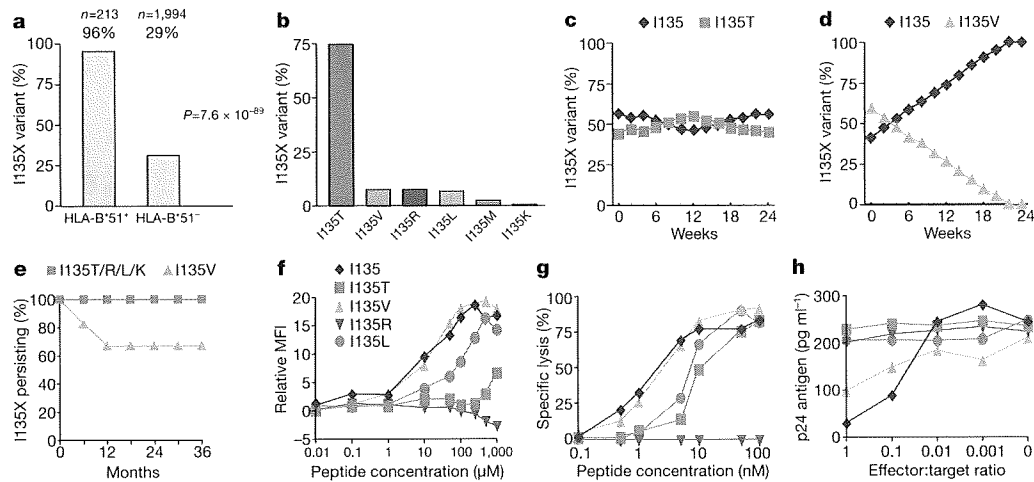 a
n=213 n=1,994
96% 29%
100
75
50
25
0
I135X variant (%)
P=7.6 × 10⁻⁸⁹
HLA-B*51⁺ HLA-B*51⁻
b
75
50
25
0
I135X variant (%)
I135T I135V I135R I135L I135M I135K
c
I135 I135T
100
75
50
25
0
I135X variant (%)
0 6 12 18 24
Weeks
d
I135 I135V
100
75
50
25
0
I135X variant (%)
0 6 12 18 24
Weeks
e
I135T/R/L/K I135V
100
80
60
40
20
0
I135X persisting (%)
0 12 24 36
Months
f
I135
I135T
I135V
I135R
I135L
20
15
10
5
0
−5
Relative MFI
0.01 0.1 1 10 100 1,000
Peptide concentration (µM)
g
100
75
50
25
0
Specific lysis (%)
0.1 1 10 100
Peptide concentration (nM)
h
300
200
100
0
p24 antigen (pg ml⁻¹)
1 0.1 0.01 0.001 0
Effector:target ratio